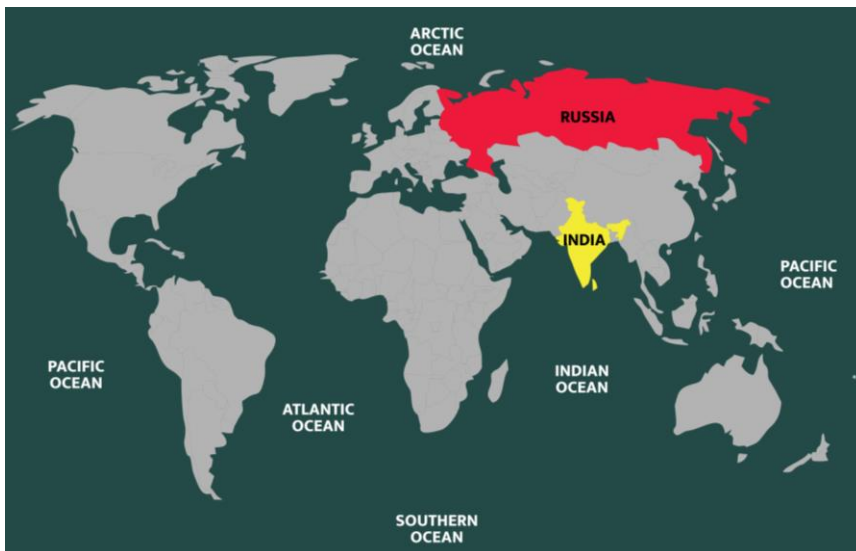 ARCTIC
OCEAN
RUSSIA
INDIA
PACIFIC
OCEAN
PACIFIC
OCEAN
INDIAN
OCEAN
ATLANTIC
OCEAN
SOUTHERN
OCEAN